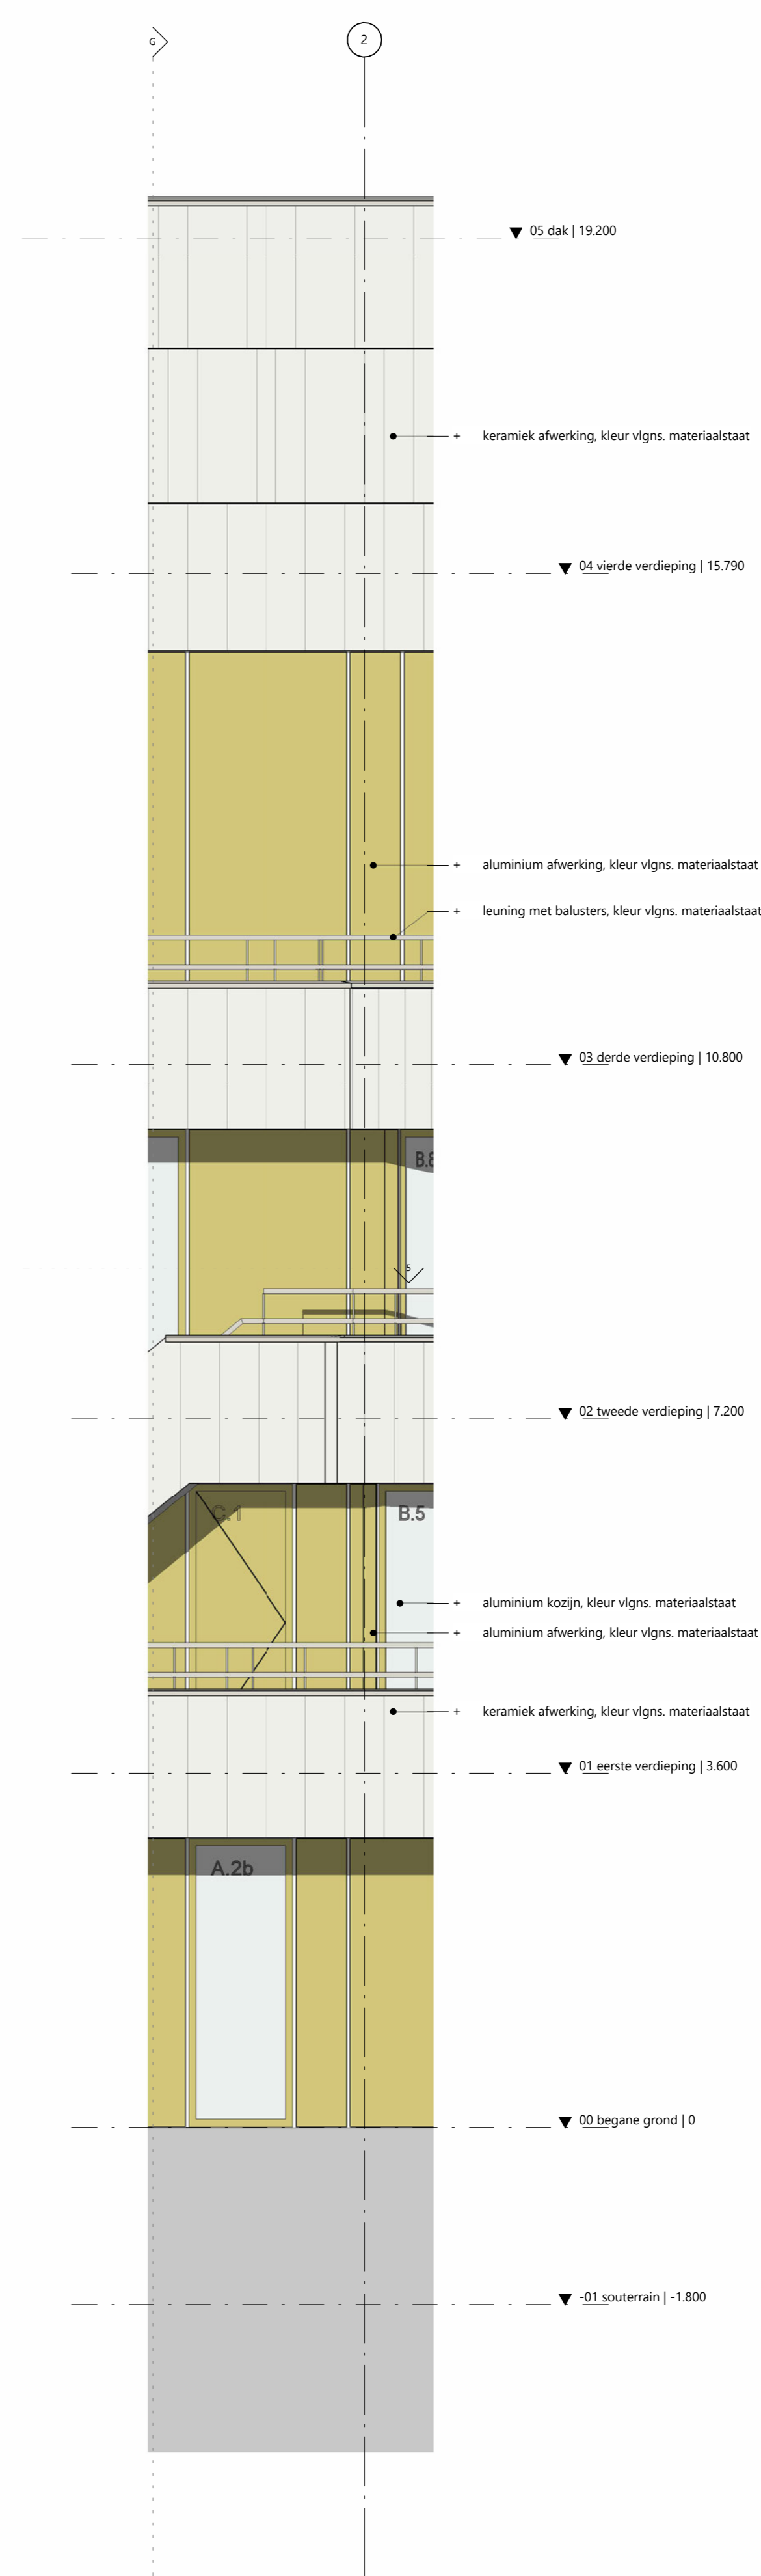 G
2
05 dak | 19.200
+ keramiek afwerking, kleur vlgns. materiaalstaat
04 vierde verdieping | 15.790
+ aluminium afwerking, kleur vlgns. materiaalstaat
+ leuning met balusters, kleur vlgns. materiaalstaat
03 derde verdieping | 10.800
B.8
5
02 tweede verdieping | 7.200
C.1
B.5
+ aluminium kozijn, kleur vlgns. materiaalstaat
+ aluminium afwerking, kleur vlgns. materiaalstaat
+ keramiek afwerking, kleur vlgns. materiaalstaat
01 eerste verdieping | 3.600
A.2b
00 begane grond | 0
-01 souterrain | -1.800